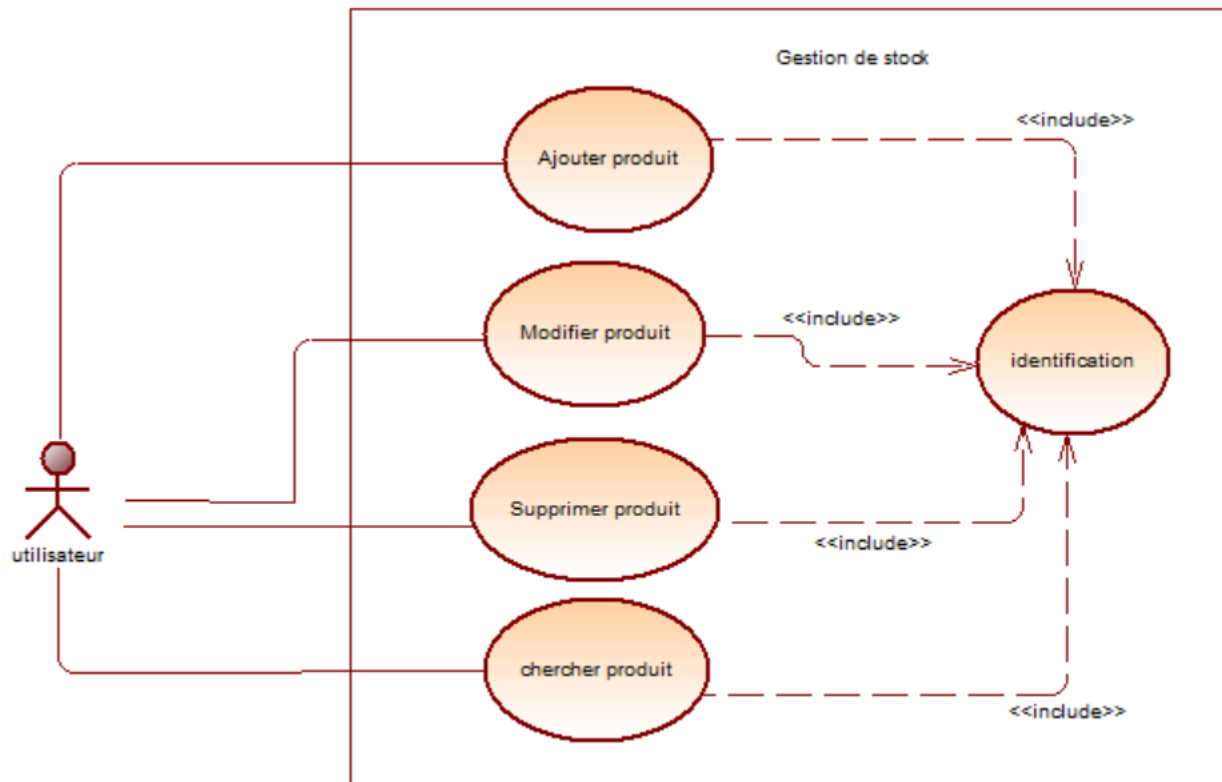 Gestion de stock
<<include>>
Ajouter produit
<<include>>
Modifier produit
identification
Supprimer produit
<<include>>
utilisateur
chercher produit
<<include>>